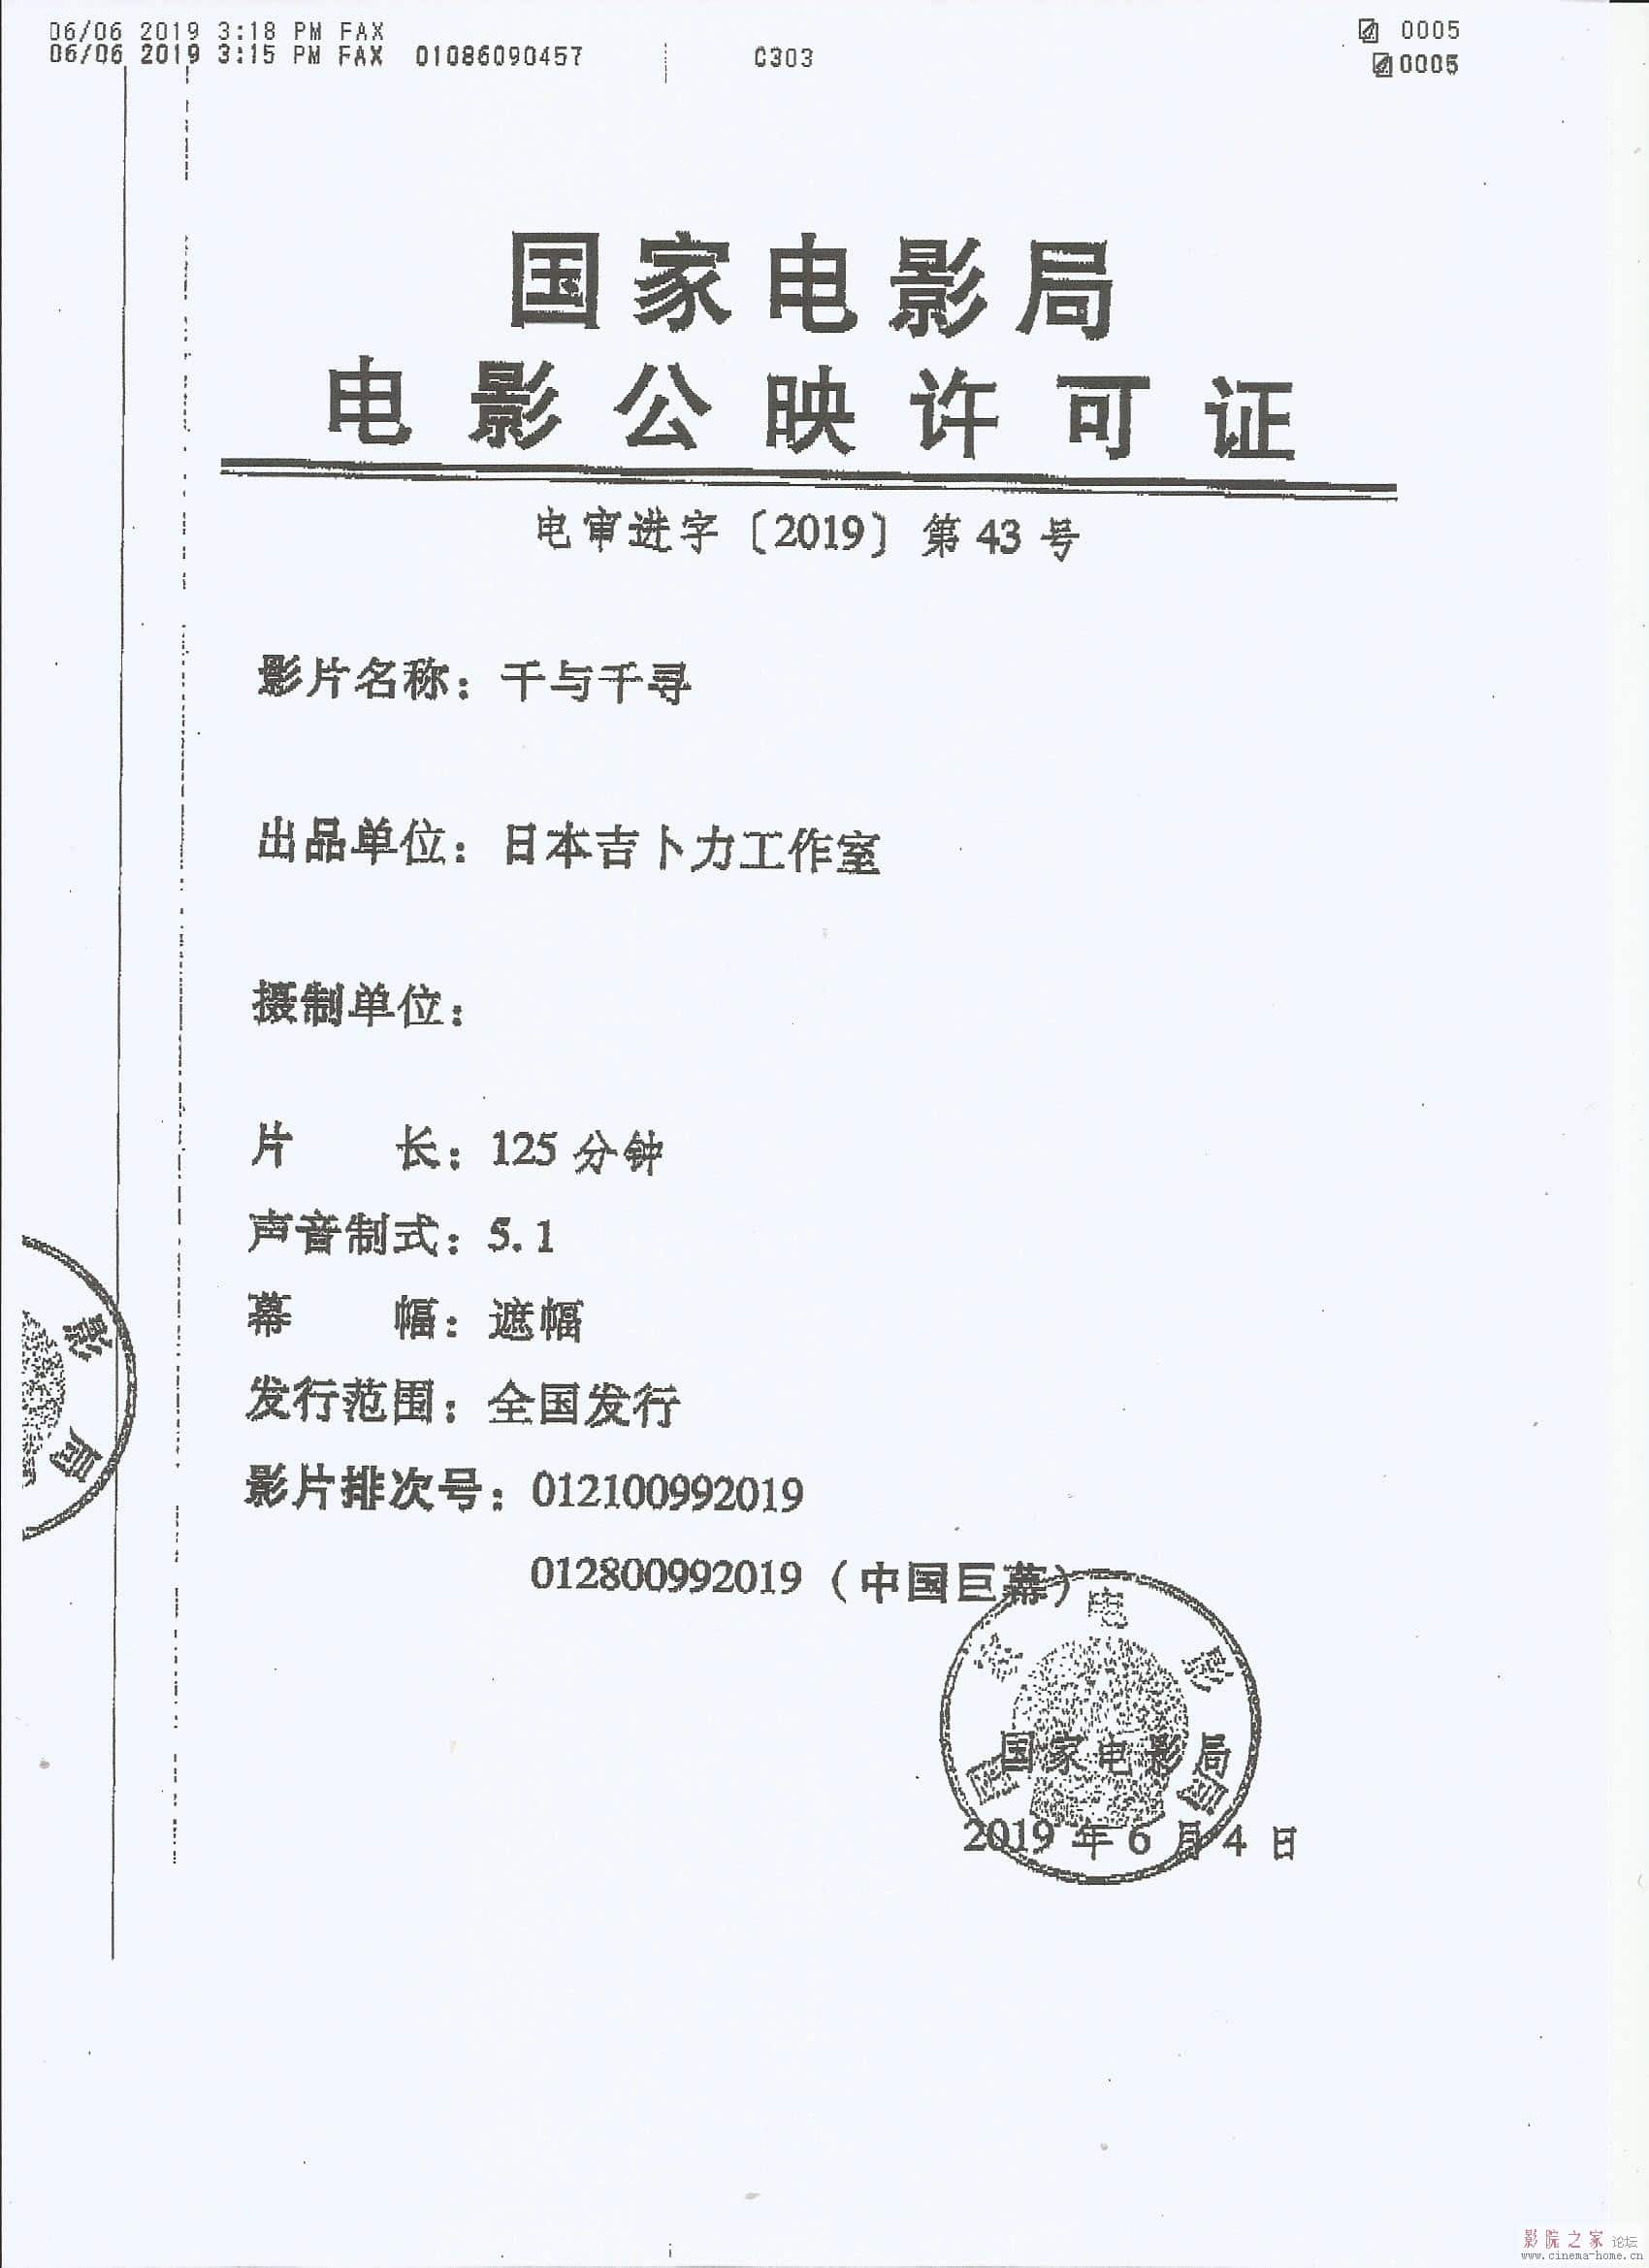 06/06 2019 3:18 PM FAX 0005
06/06 2019 3:15 PM FAX 01086090457 C303 0005
国家电影局
电影公映许可证
电审进字〔2019〕第 43 号
影片名称：千与千寻
出品单位：日本吉卜力工作室
摄制单位：
片 长：125 分钟
声音制式：5.1
幕 幅：遮幅
发行范围：全国发行
影片排次号：012100992019
012800992019（中国巨幕）
国家电影局
国家电影局
2019 年 6 月 4 日
影
局
影院之家论坛
www.cinema-home.cn